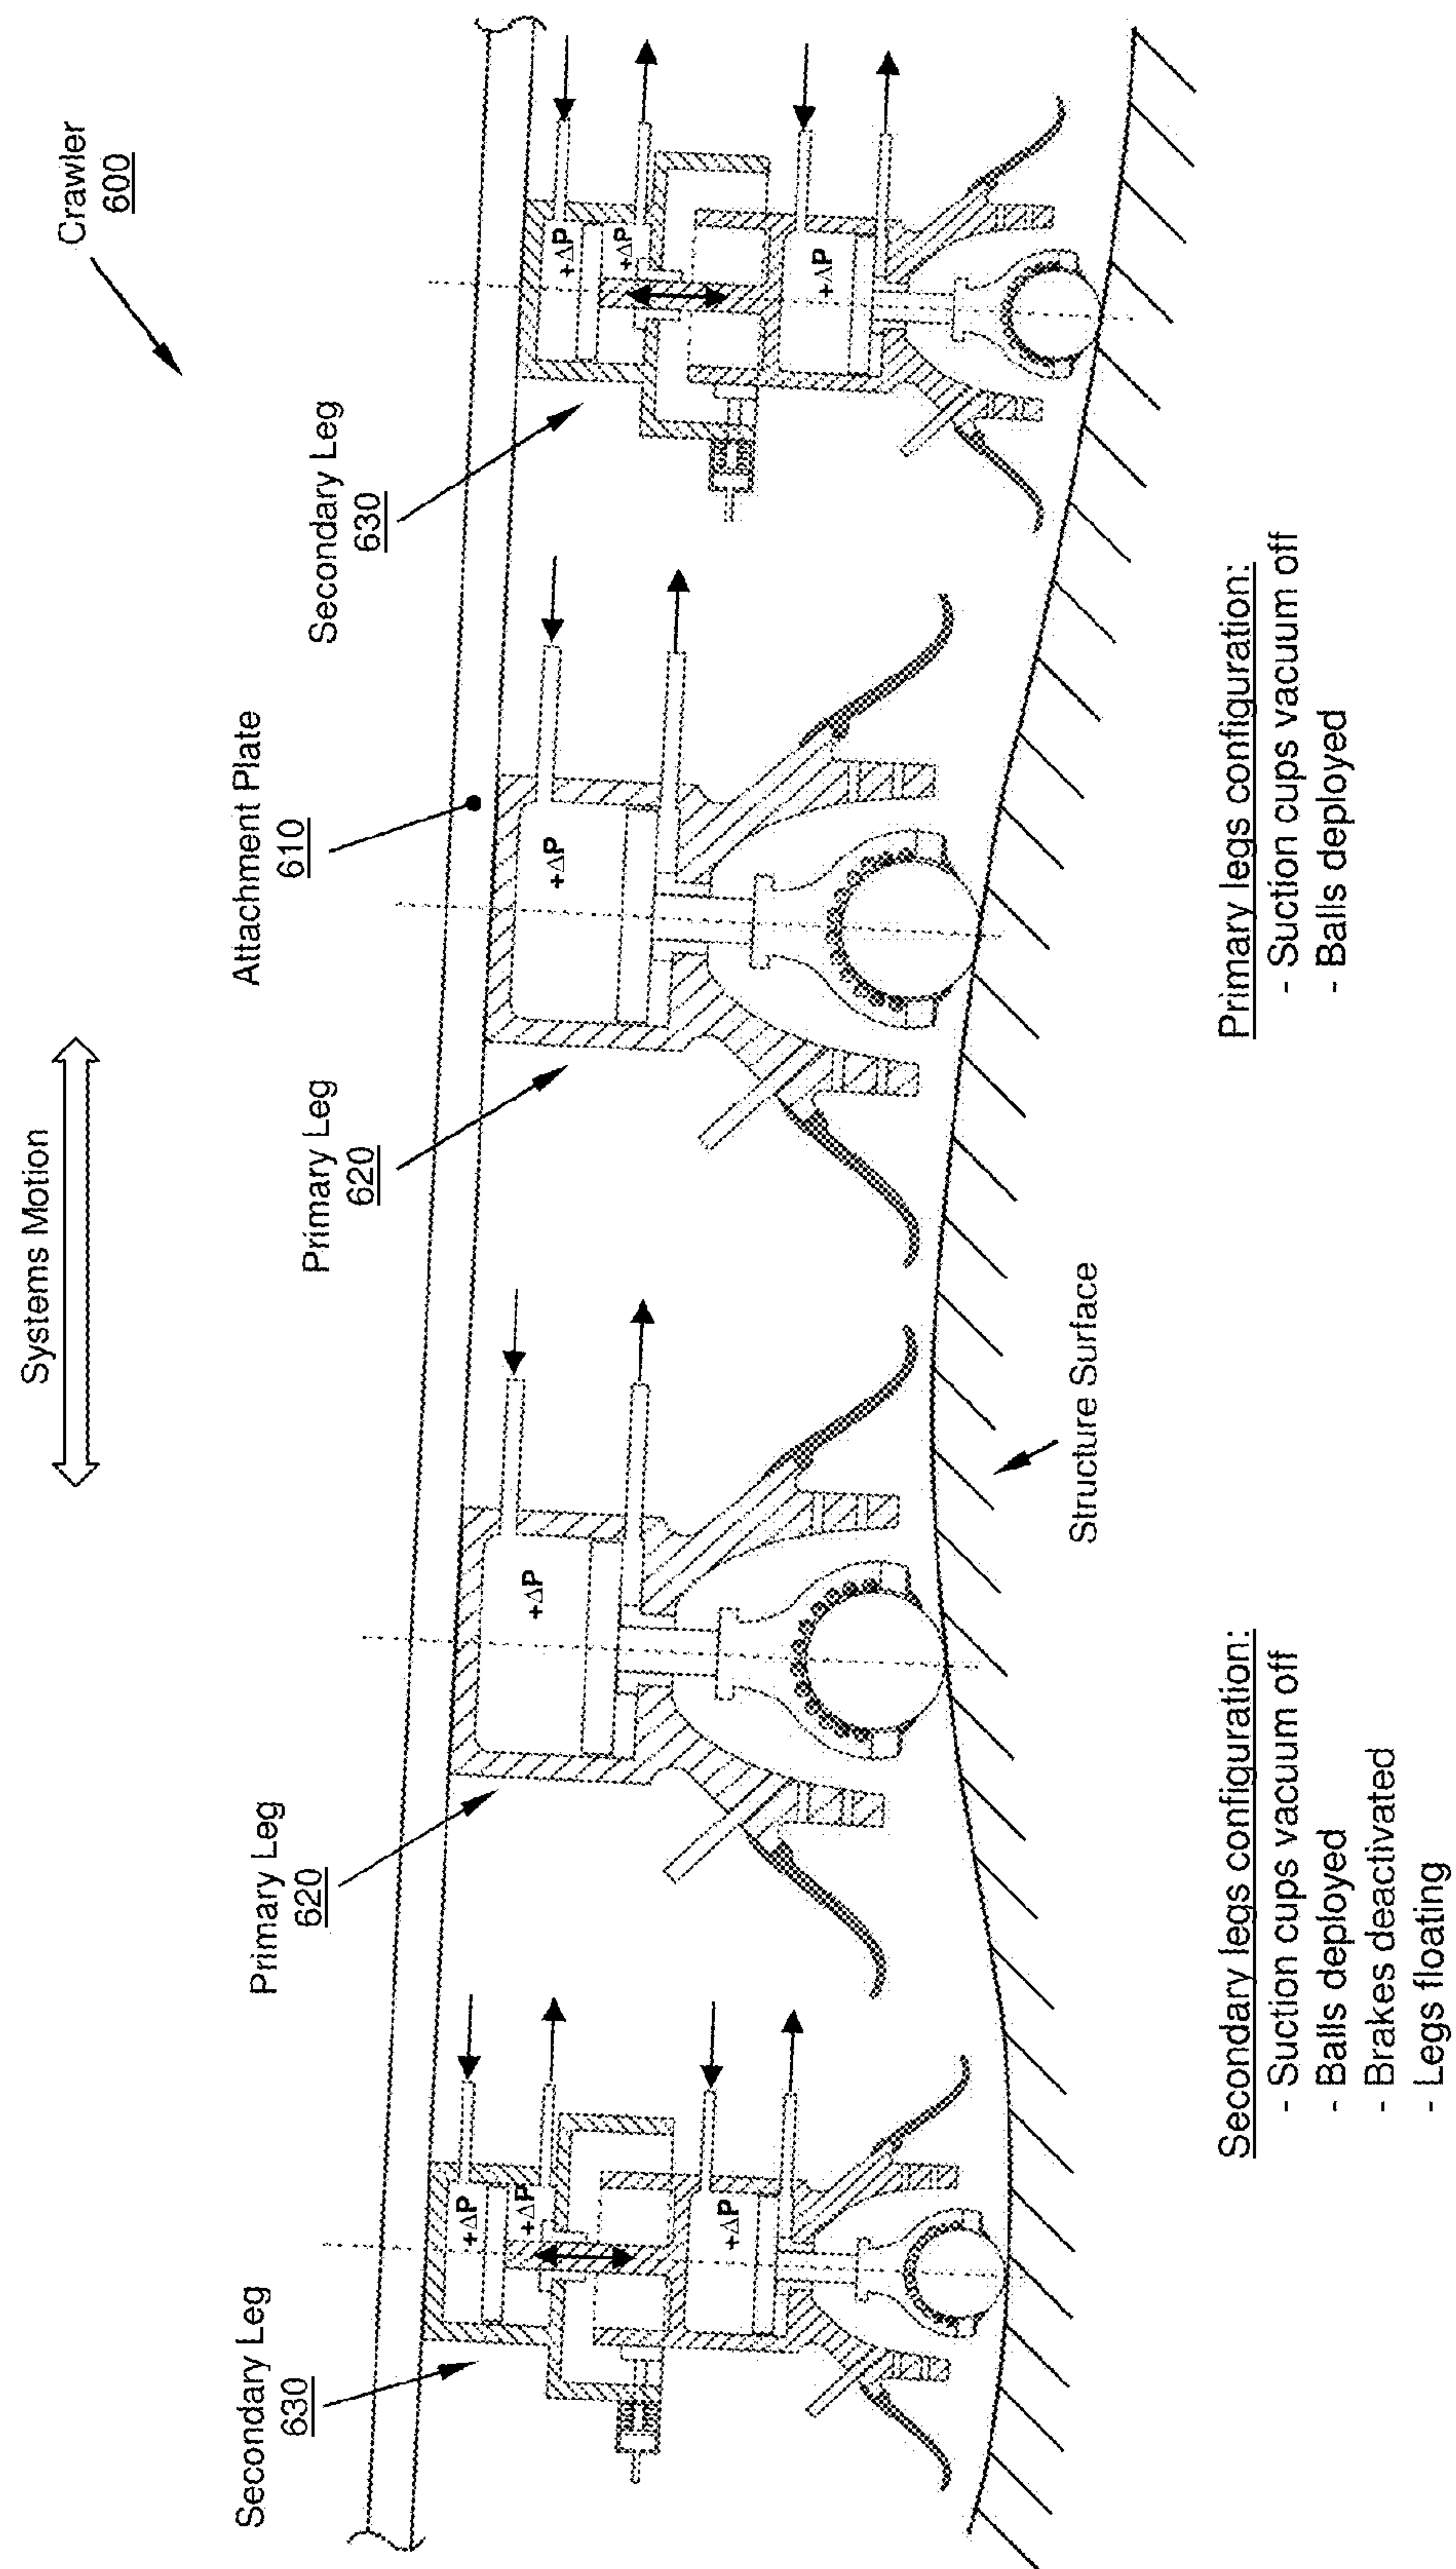 Crawler
600
Systems Motion
Secondary Leg
630
Primary Leg
620
Primary Leg
620
Attachment Plate
610
Secondary Leg
630
+ΔP
+ΔP
+ΔP
+ΔP
+ΔP
+ΔP
+ΔP
+ΔP
Structure Surface
Secondary legs configuration:
- Suction cups vacuum off
- Balls deployed
- Brakes deactivated
- Legs floating
Primary legs configuration:
- Suction cups vacuum off
- Balls deployed